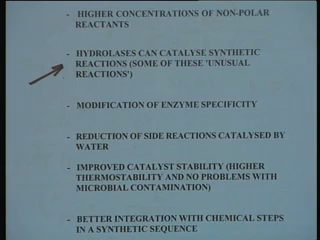 - HIGHER CONCENTRATIONS OF NON-POLAR
REACTANTS
- HYDROLASES CAN CATALYSE SYNTHETIC
REACTIONS (SOME OF THESE 'UNUSUAL
REACTIONS')
- MODIFICATION OF ENZYME SPECIFICITY
- REDUCTION OF SIDE REACTIONS CATALYSED BY
WATER
- IMPROVED CATALYST STABILITY (HIGHER
THERMOSTABILITY AND NO PROBLEMS WITH
MICROBIAL CONTAMINATION)
- BETTER INTEGRATION WITH CHEMICAL STEPS
IN A SYNTHETIC SEQUENCE